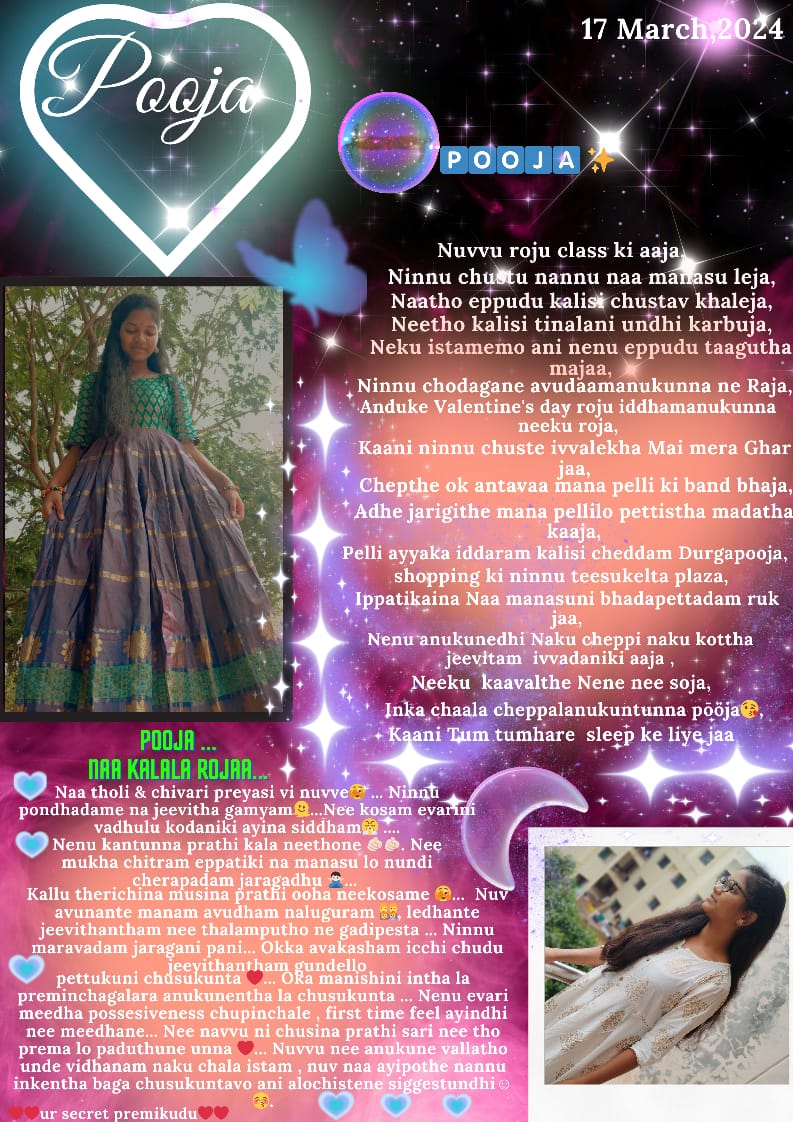 17 March,2024
Pooja
POOJA✨
Nuvvu roju class ki aaja,
Ninnu chustu nannu naa manasu leja,
Naatho eppudu kalisi chustav khaleja,
Neetho kalisi tinalani undhi karbuja,
Neku istamemo ani nenu eppudu taagutha
majaa,
Ninnu chodagane avudaamanukunna ne Raja,
Anduke Valentine's day roju iddhamanukunna
neeku roja,
Kaani ninnu chuste ivvalekha Mai mera Ghar
jaa,
Chepthe ok antavaa mana pelli ki band bhaja,
Adhe jarigithe mana pellilo pettistha madatha
kaaja,
Pelli ayyaka iddaram kalisi cheddam Durgapooja,
shopping ki ninnu teesukelta plaza,
Ippatikaina Naa manasuni bhadapettadam ruk
jaa,
Nenu anukunedhi Naku cheppi naku kottha
jeevitam ivvadaniki aaja ,
Neeku kaavalthe Nene nee soja,
Inka chaala cheppalanukuntunna pooja😘,
Kaani Tum tumhare sleep ke liye jaa
POOJA ...
NAA KALALA ROJAA...
Naa tholi & chivari preyasi vi nuvve🥰 ... Ninnu
pondhadame na jeevitha gamyam🫠...Nee kosam evarini
vadhulu kodaniki ayina siddham😤 ....
Nenu kantunna prathi kala neethone 🫶🏻🫶🏻. Nee
mukha chitram eppatiki na manasu lo nundi
cherapadam jaragadhu 🙅🏻‍♂️...
Kallu therichina musina prathi ooha neekosame 🥰... Nuv
avunante manam avudham naluguram 👨‍👩‍👧‍👦, ledhante
jeevithantham nee thalamputho ne gadipesta ... Ninnu
maravadam jaragani pani... Okka avakasham icchi chudu
jeevithantham gundello
pettukuni chusukunta ❤️... Oka manishini intha la
preminchagalara anukunentha la chusukunta ... Nenu evari
meedha possesiveness chupinchale , first time feel ayindhi
nee meedhane... Nee navvu ni chusina prathi sari nee tho
prema lo paduthune unna ❤️... Nuvvu nee anukune vallatho
unde vidhanam naku chala istam , nuv naa ayipothe nannu
inkentha baga chusukuntavo ani alochistene siggestundhi☺️
😚.
❤️❤️ur secret premikudu❤️❤️